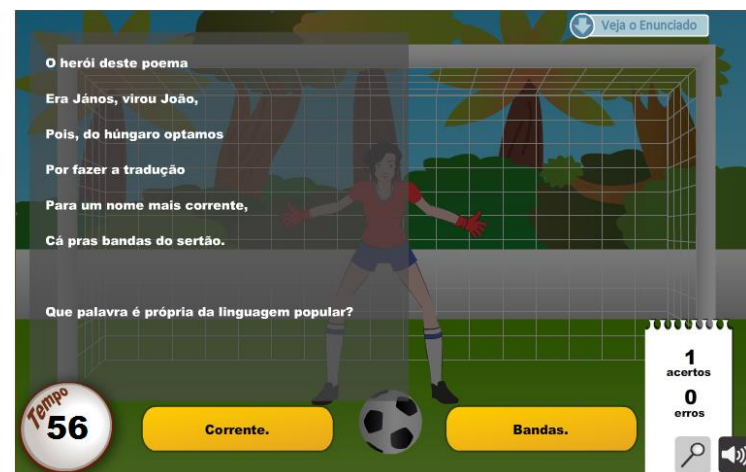 Veja o Enunciado
O herói deste poema
Era János, virou João,
Pois, do húngaro optamos
Por fazer a tradução
Para um nome mais corrente,
Cá pras bandas do sertão.
Que palavra é própria da linguagem popular?
Tempo
56
Corrente.
Bandas.
1
acertos
0
erros